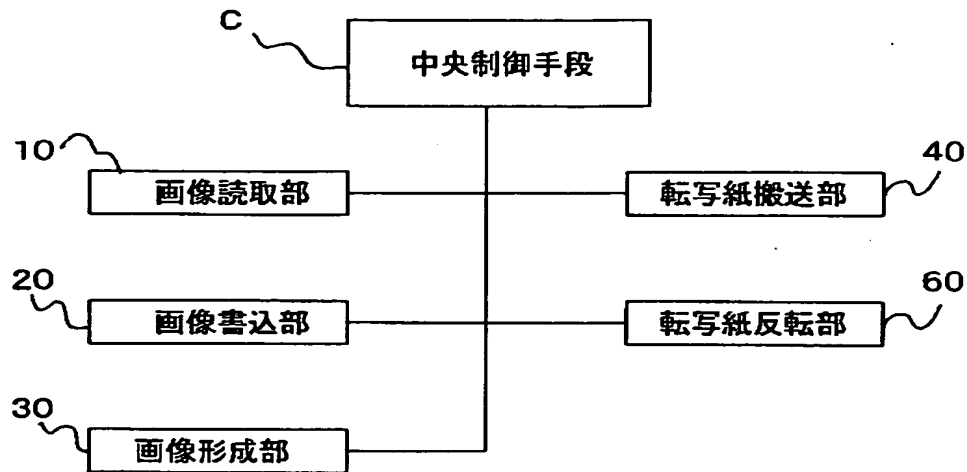 C
中央制御手段
10
画像読取部
40
転写紙搬送部
20
画像書込部
60
転写紙反転部
30
画像形成部